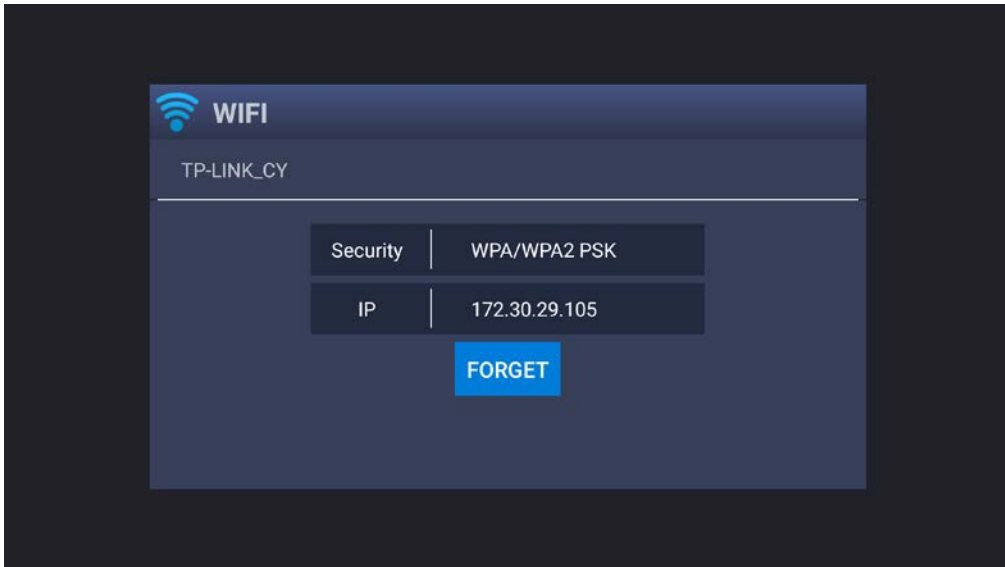 WIFI
TP-LINK_CY
Security WPA/WPA2 PSK
IP 172.30.29.105
FORGET